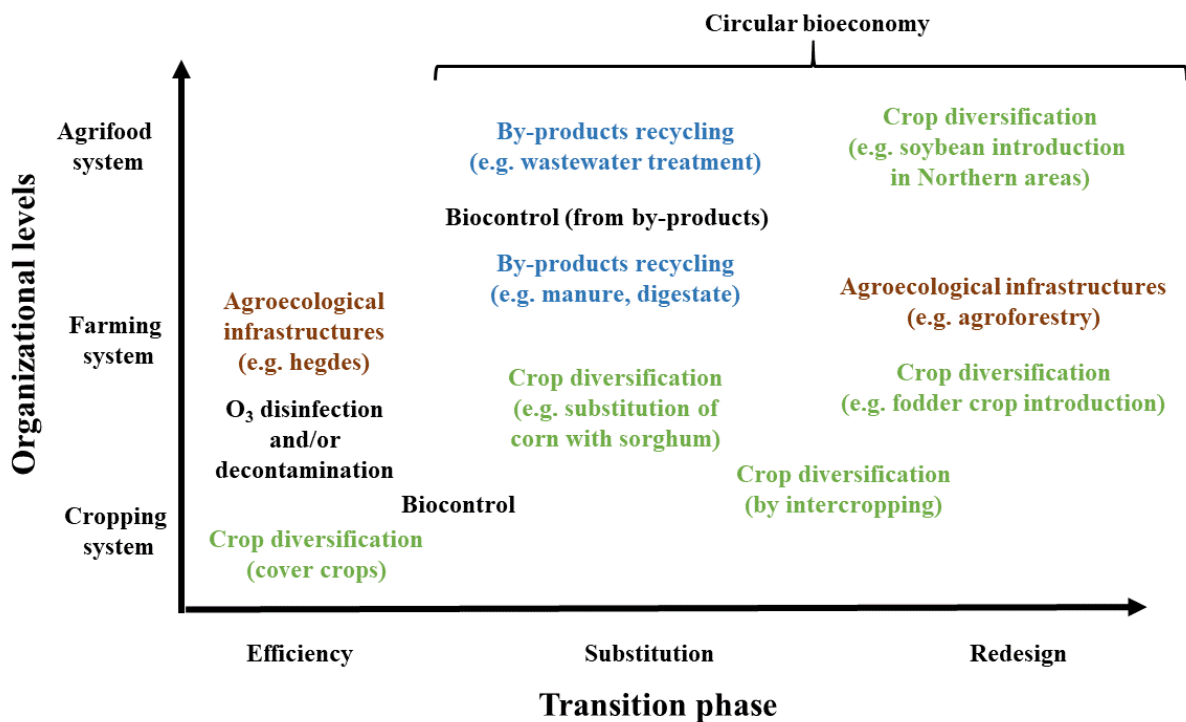 Circular bioeconomy
Organizational levels
Agrifood
system
By-products recycling
(e.g. wastewater treatment)
Crop diversification
(e.g. soybean introduction
in Northern areas)
Biocontrol (from by-products)
Farming
system
Agroecological
infrastructures
(e.g. hegdes)
By-products recycling
(e.g. manure, digestate)
Agroecological infrastructures
(e.g. agroforestry)
O₃ disinfection
and/or
decontamination
Crop diversification
(e.g. substitution of
corn with sorghum)
Crop diversification
(e.g. fodder crop introduction)
Cropping
system
Biocontrol
Crop diversification
(by intercropping)
Crop diversification
(cover crops)
Efficiency
Substitution
Redesign
Transition phase